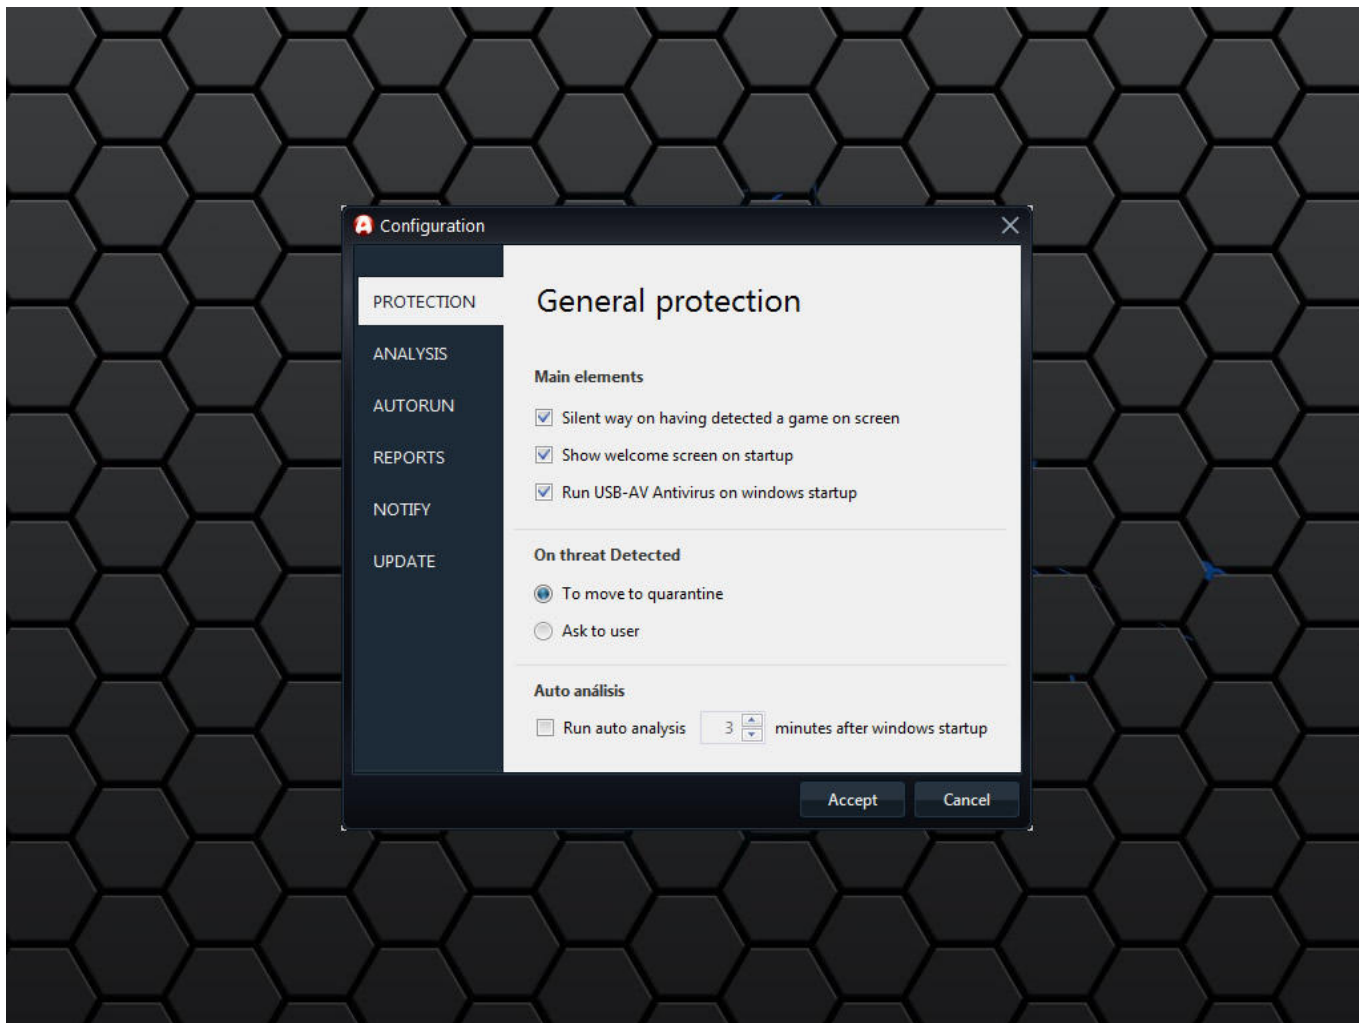 Configuration
PROTECTION
ANALYSIS
AUTORUN
REPORTS
NOTIFY
UPDATE
General protection
Main elements
Silent way on having detected a game on screen
Show welcome screen on startup
Run USB-AV Antivirus on windows startup
On threat Detected
To move to quarantine
Ask to user
Auto análisis
Run auto analysis 3 minutes after windows startup
Accept Cancel